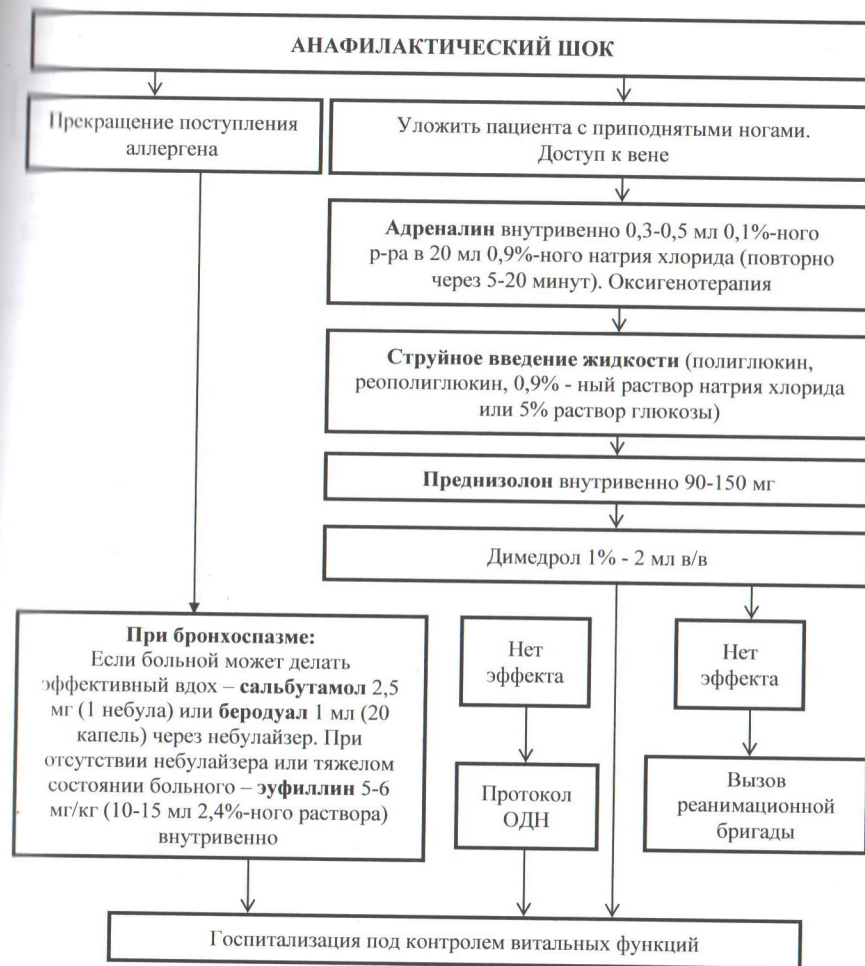 АНАФИЛАКТИЧЕСКИЙ ШОК
Прекращение поступления
аллергена
Уложить пациента с приподнятыми ногами.
Доступ к вене
Адреналин внутривенно 0,3-0,5 мл 0,1%-ного
р-ра в 20 мл 0,9%-ного натрия хлорида (повторно
через 5-20 минут). Оксигенотерапия
Струйное введение жидкости (полиглюкин,
реополиглюкин, 0,9% - ный раствор натрия хлорида
или 5% раствор глюкозы)
Преднизолон внутривенно 90-150 мг
Димедрол 1% - 2 мл в/в
При бронхоспазме:
Если больной может делать
эффективный вдох – сальбутамол 2,5
мг (1 небула) или беродуал 1 мл (20
капель) через небулайзер. При
отсутствии небулайзера или тяжелом
состоянии больного – эуфиллин 5-6
мг/кг (10-15 мл 2,4%-ного раствора)
внутривенно
Нет
эффекта
Протокол
ОДН
Нет
эффекта
Вызов
реанимационной
бригады
Госпитализация под контролем витальных функций